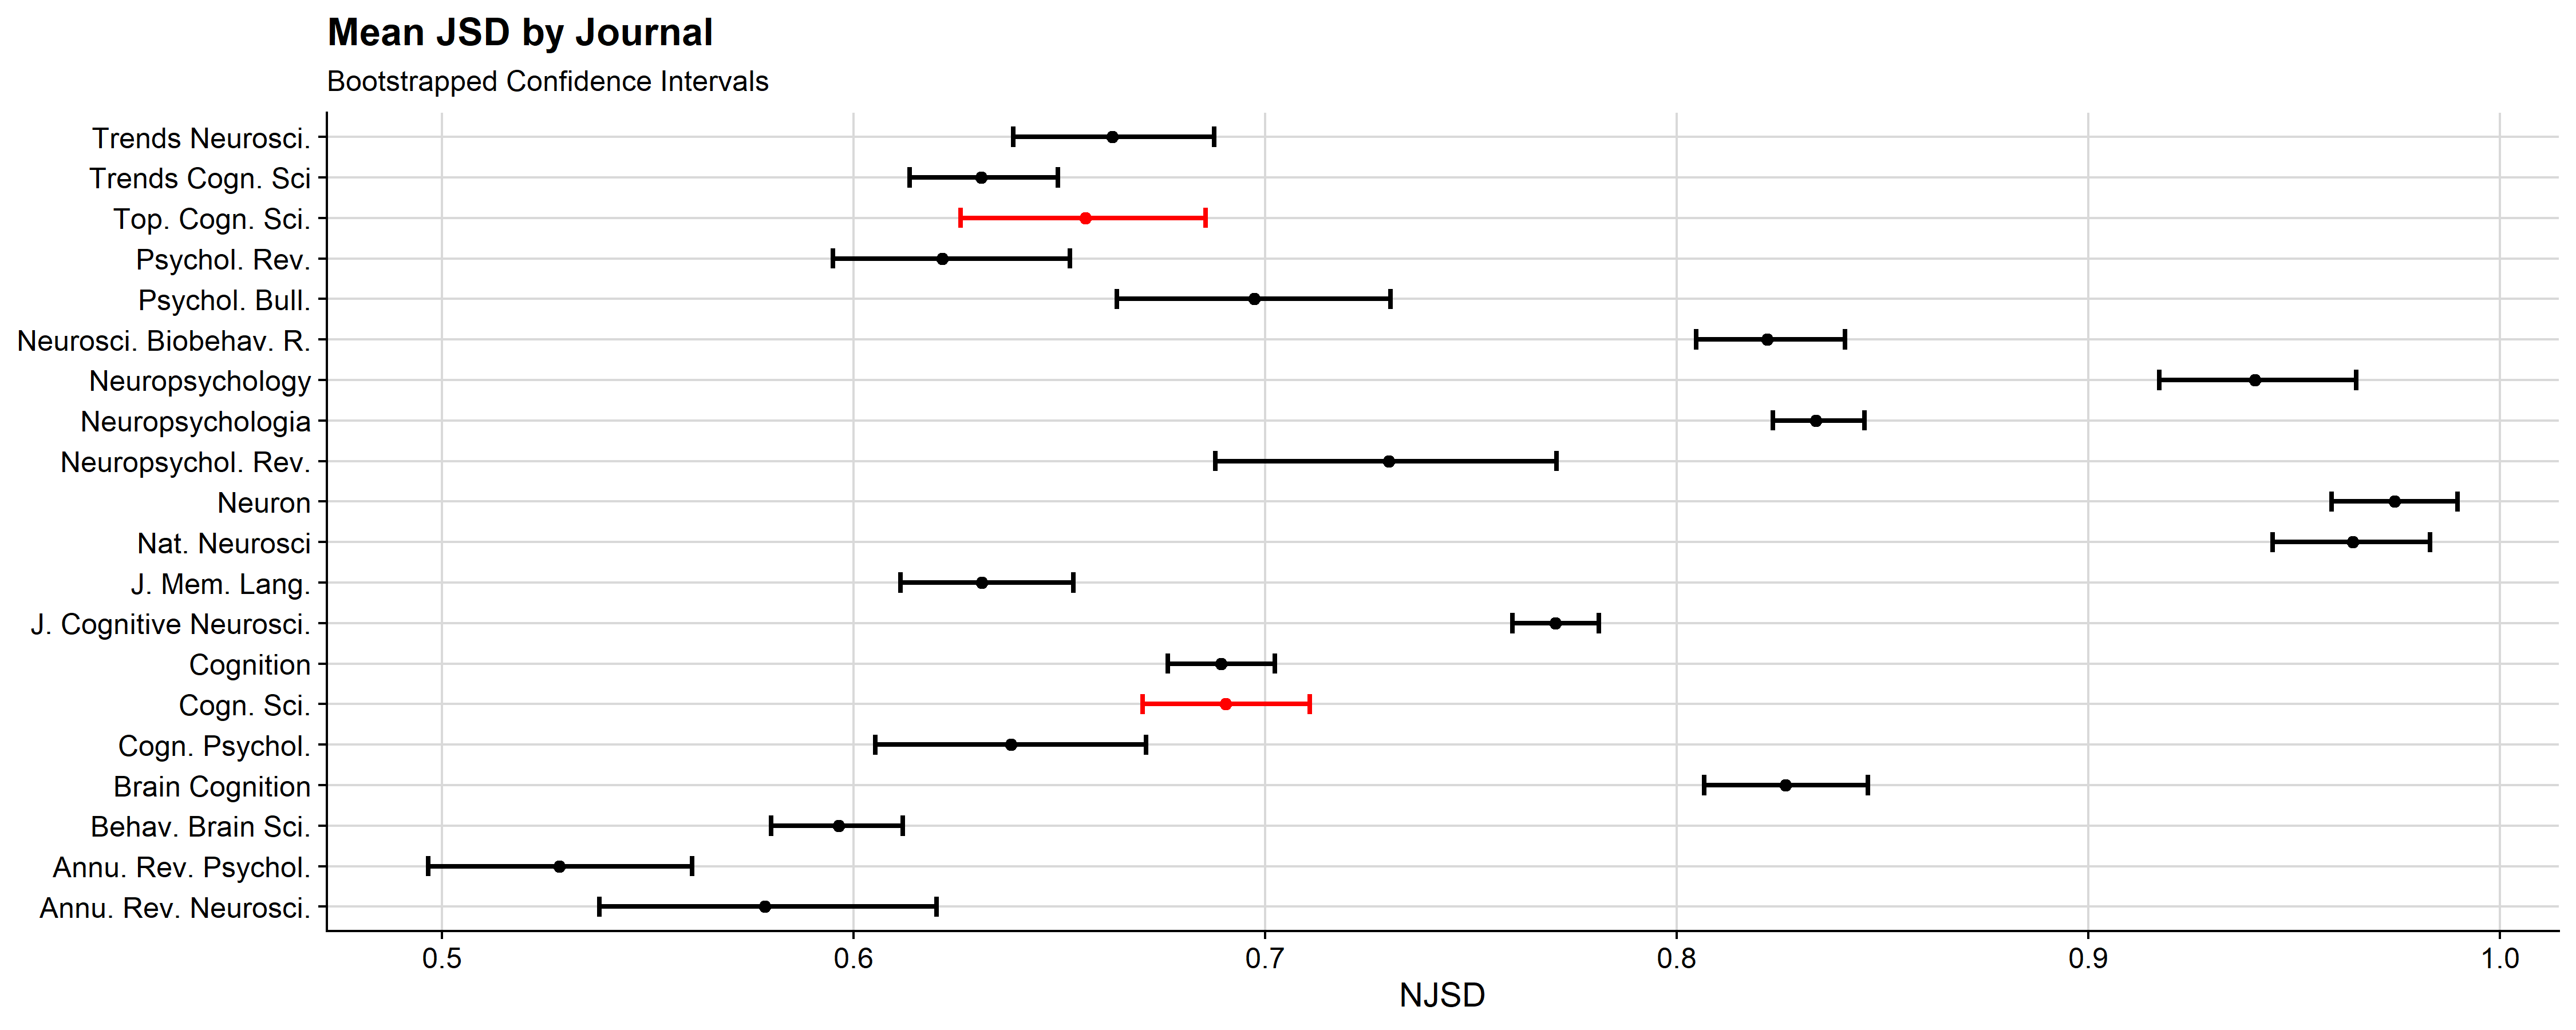 Mean JSD by Journal
Bootstrapped Confidence Intervals
Trends Neurosci.
Trends Cogn. Sci
Top. Cogn. Sci.
Psychol. Rev.
Psychol. Bull.
Neurosci. Biobehav. R.
Neuropsychology
Neuropsychologia
Neuropsychol. Rev.
Neuron
Nat. Neurosci
J. Mem. Lang.
J. Cognitive Neurosci.
Cognition
Cogn. Sci.
Cogn. Psychol.
Brain Cognition
Behav. Brain Sci.
Annu. Rev. Psychol.
Annu. Rev. Neurosci.
0.5 0.6 0.7 0.8 0.9 1.0
NJSD